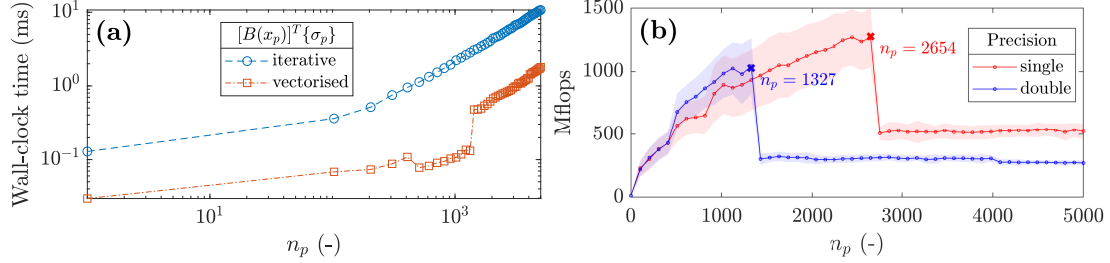 (a)
[B(x_p)]^T{σ_p}
iterative
vectorised
Wall-clock time (ms)
10^1
10^0
10^{-1}
10^1
10^3
n_p (-)
(b)
n_p = 2654
n_p = 1327
Precision
single
double
Mflops
1500
1000
500
0
0
1000
2000
3000
4000
5000
n_p (-)